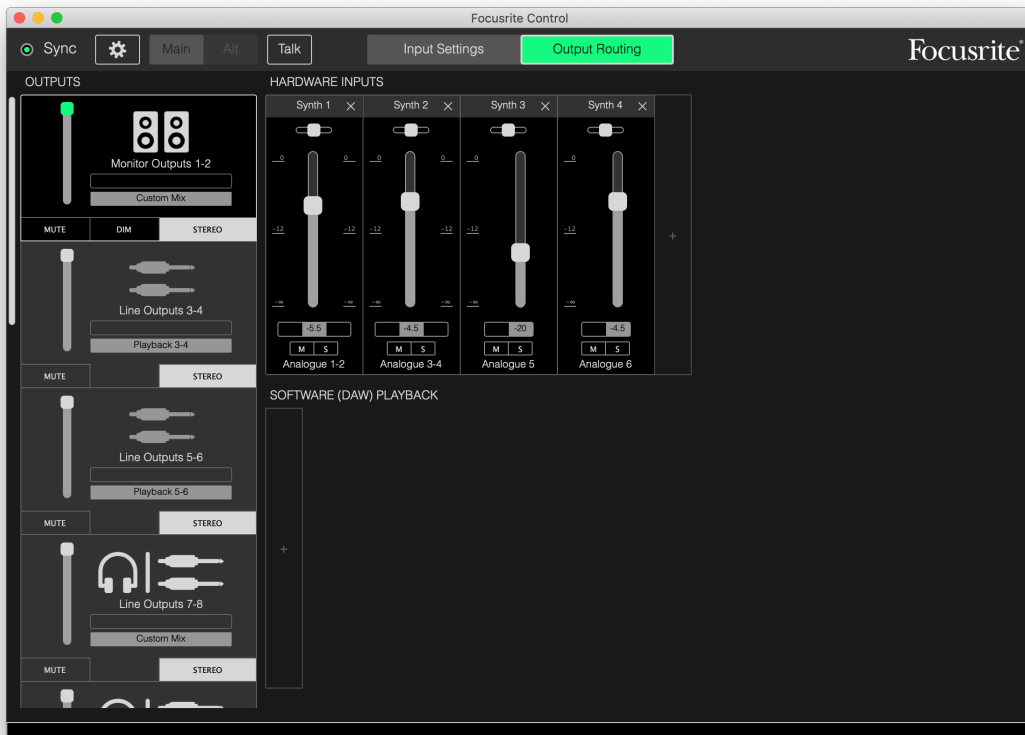 Focusrite Control
Sync Main Alt Talk Input Settings Output Routing Focusrite®
OUTPUTS
Monitor Outputs 1-2
Custom Mix
MUTE DIM STEREO
Line Outputs 3-4
Playback 3-4
MUTE STEREO
Line Outputs 5-6
Playback 5-6
MUTE STEREO
Line Outputs 7-8
Custom Mix
MUTE STEREO
HARDWARE INPUTS
Synth 1 × Synth 2 × Synth 3 × Synth 4 ×
0 0 0 0 0 0
-12 -12 -12 -12 -12 -12
-∞ -∞ -∞ -∞ -∞ -∞
-5.5 -4.5 -20 -4.5
M S M S M S M S
Analogue 1-2 Analogue 3-4 Analogue 5 Analogue 6
+
SOFTWARE (DAW) PLAYBACK
+